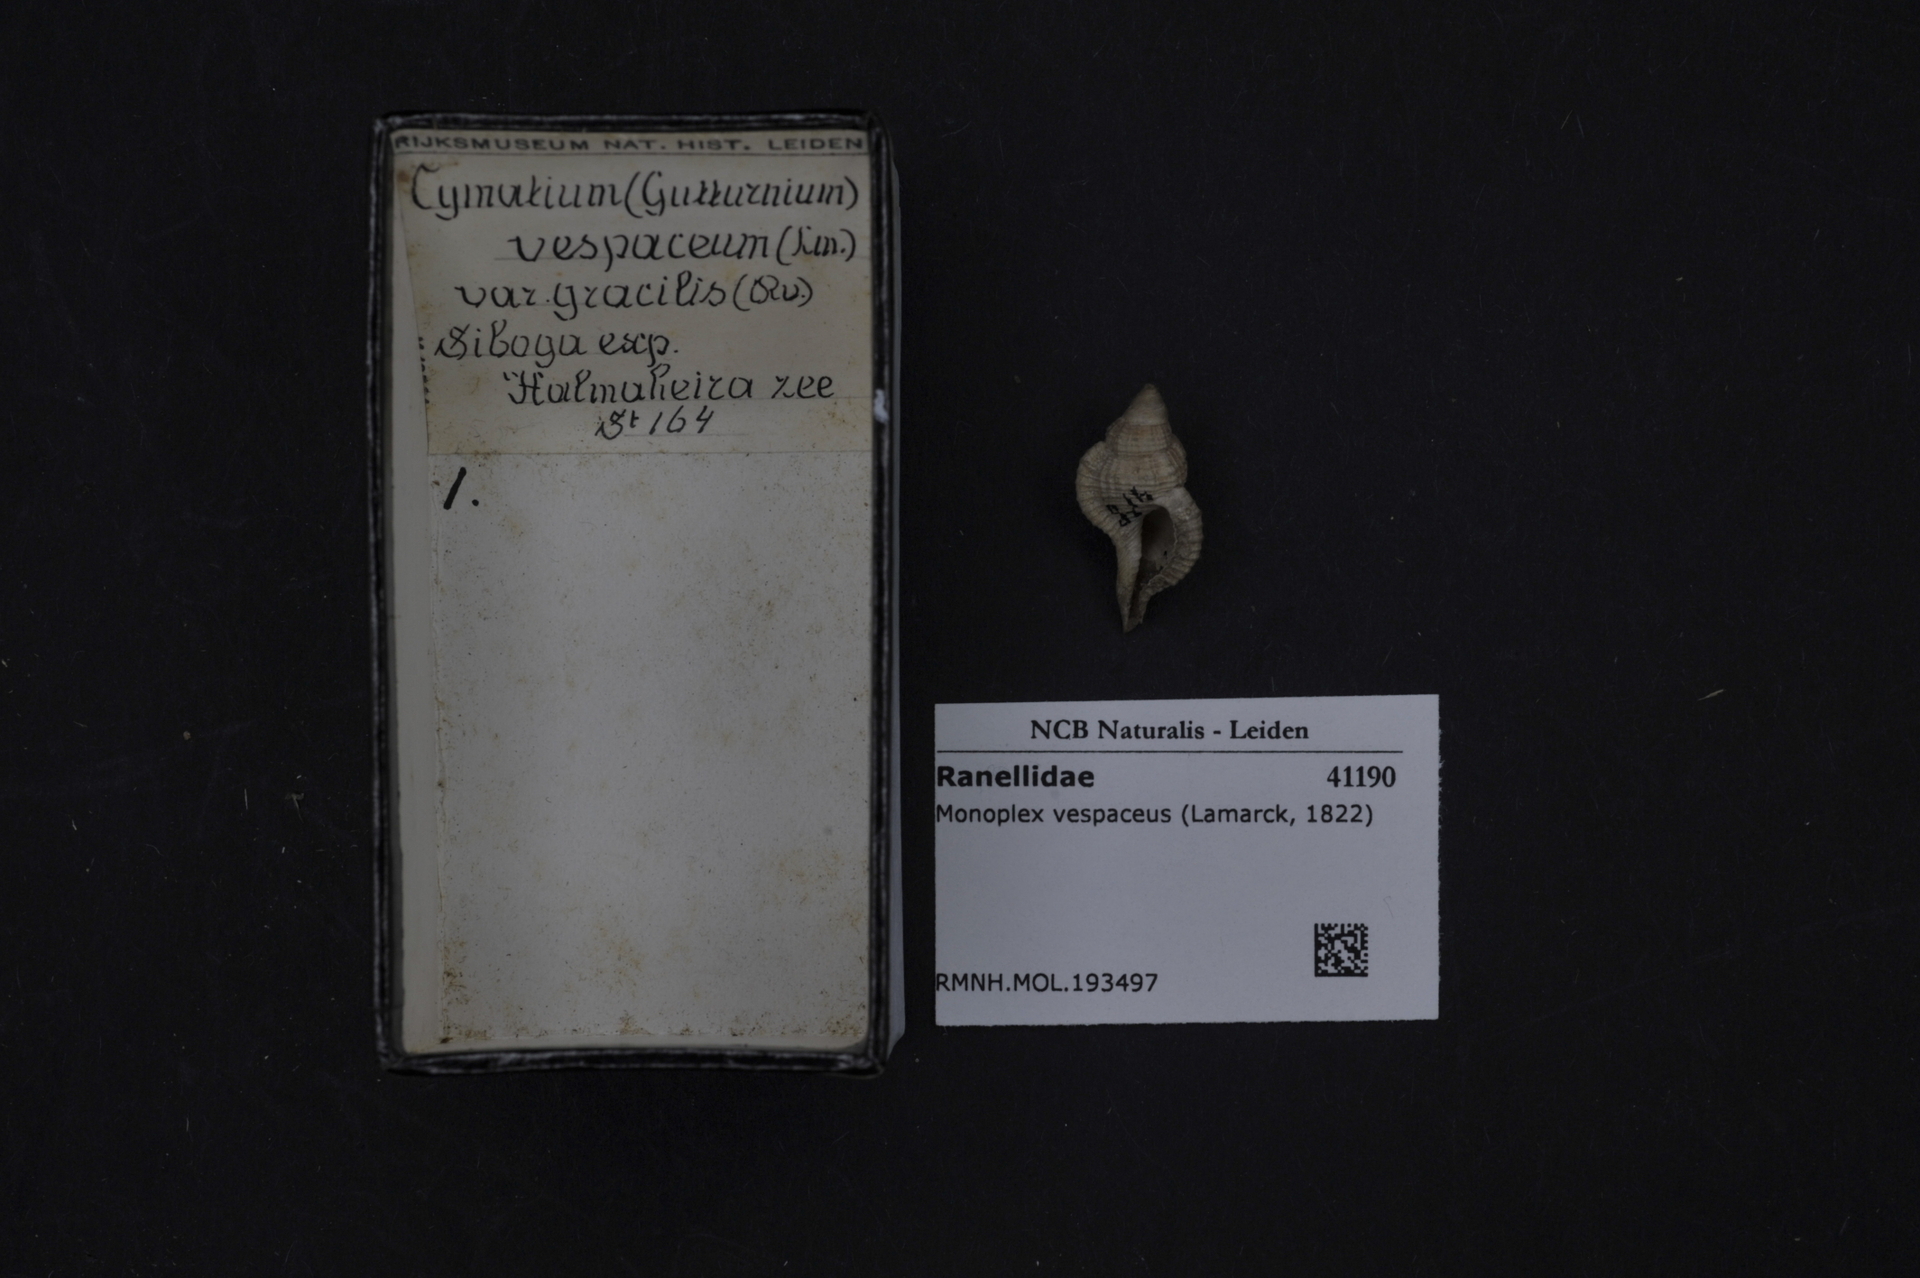 RIJKSMUSEUM NAT. HIST. LEIDEN
Cymatium (Gutturnium)
vespaceum (Lm.)
var. gracilis (Rv.)
Siboga exp.
Halmaheira zee
St 164
1.
NCB Naturalis - Leiden
Ranellidae 41190
Monoplex vespaceus (Lamarck, 1822)
RMNH.MOL.193497